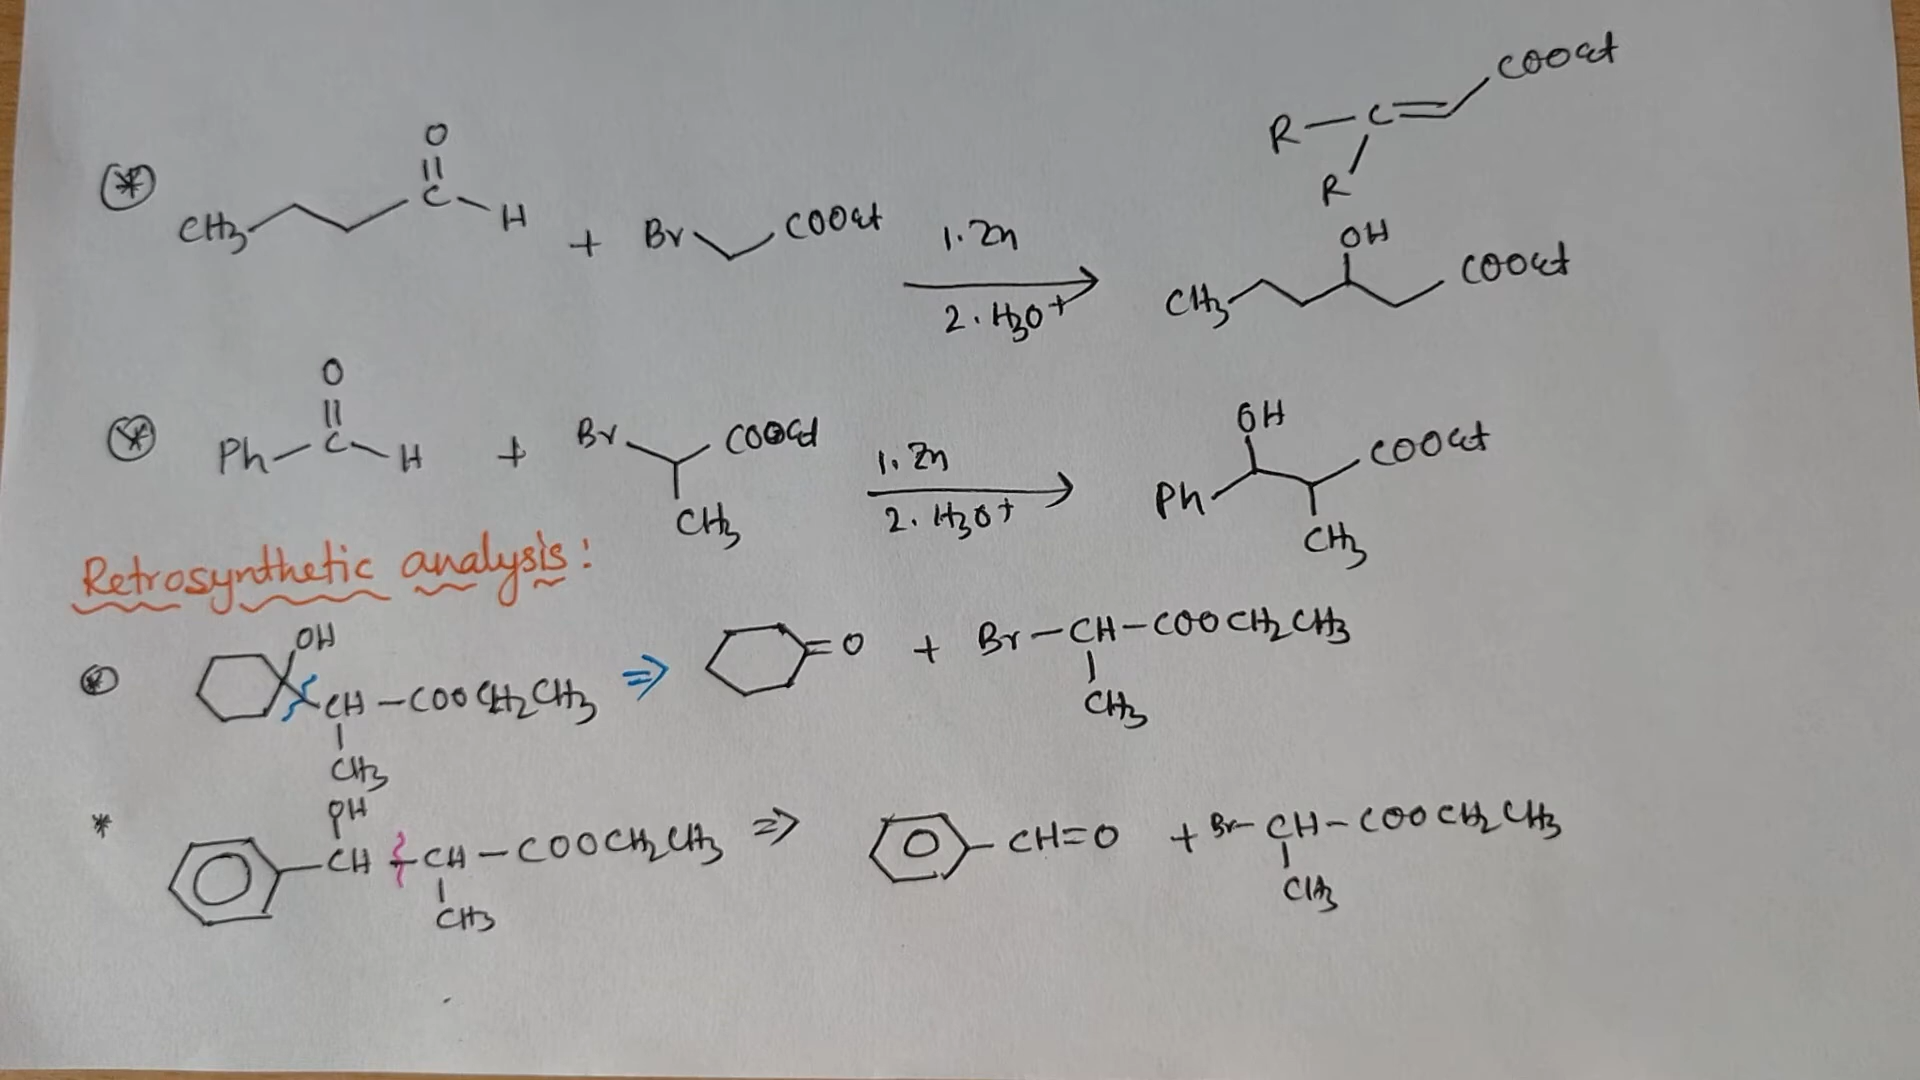 COOEt
R-C=
R
* CH3 O || C-H + Br COOEt 1. Zn 2. H3O+ CH3 OH COOEt
* Ph-C-H O || + Br COOEt CH3 1. Zn 2. H3O+ Ph OH COOEt CH3
Retrosynthetic analysis:
* OH CH-COOCH2CH3 CH3 ⇒ =O + Br-CH-COOCH2CH3 CH3
* OH CH-CH-COOCH2CH3 CH3 ⇒ CH=O + Br-CH-COOCH2CH3 CH3